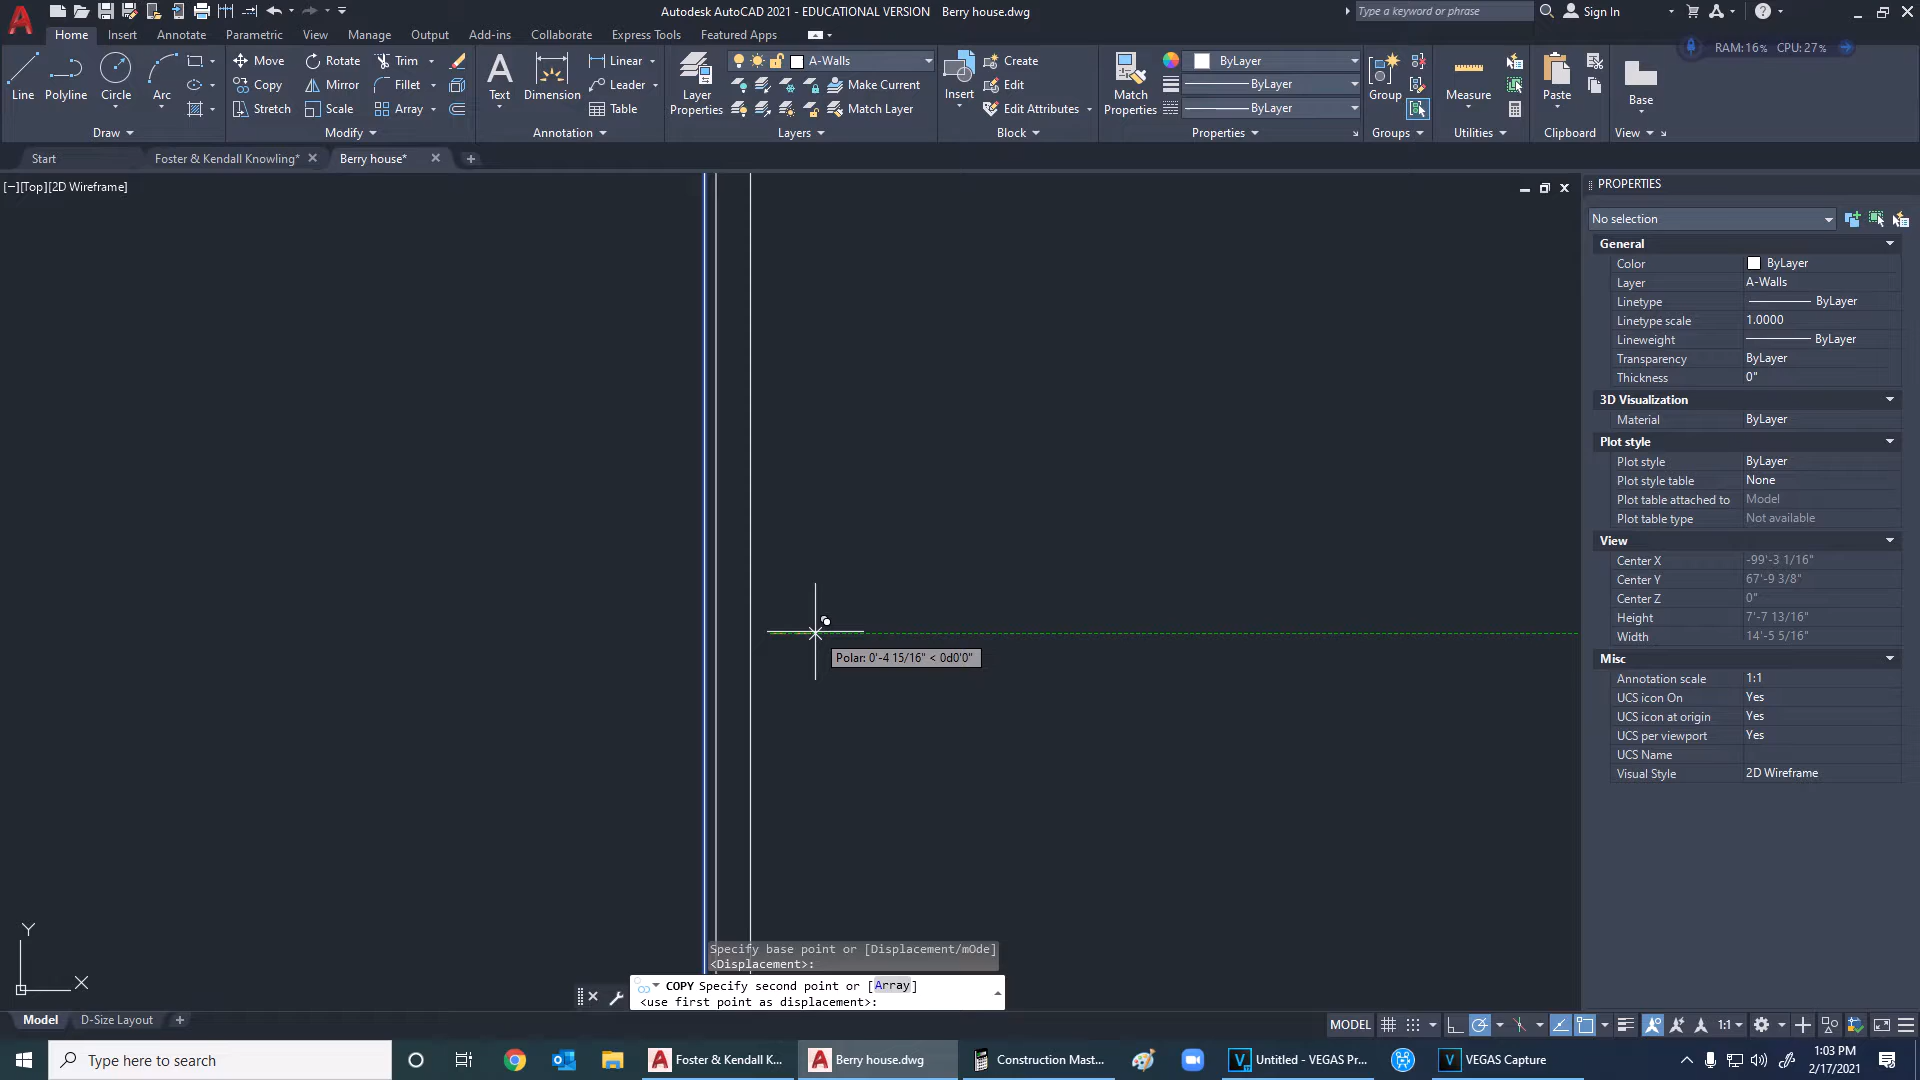 Autodesk AutoCAD 2021 - EDUCATIONAL VERSION Berry house.dwg
Type a keyword or phrase
Sign In
Home Insert Annotate Parametric View Manage Output Add-ins Collaborate Express Tools Featured Apps
RAM:16% CPU:27%
Line Polyline Circle Arc
Move Rotate Trim
Copy Mirror Fillet
Stretch Scale Array
Text Dimension
Linear
Leader
Table
Layer Properties
A-Walls
Make Current
Match Layer
Insert
Create
Edit
Edit Attributes
Match Properties
ByLayer
ByLayer
ByLayer
Group
Measure
Paste
Base
Draw Modify Annotation Layers Block Properties Groups Utilities Clipboard View
Start Foster & Kendall Knowling* Berry house*
[−][Top][2D Wireframe]
PROPERTIES
No selection
General
Color ByLayer
Layer A-Walls
Linetype ByLayer
Linetype scale 1.0000
Lineweight ByLayer
Transparency ByLayer
Thickness 0"
3D Visualization
Material ByLayer
Plot style
Plot style ByLayer
Plot style table None
Plot table attached to Model
Plot table type Not available
View
Center X -99'-3 1/16"
Center Y 67'-9 3/8"
Center Z 0"
Height 7'-7 13/16"
Width 14'-5 5/16"
Misc
Annotation scale 1:1
UCS icon On Yes
UCS icon at origin Yes
UCS per viewport Yes
UCS Name
Visual Style 2D Wireframe
Polar: 0'-4 15/16" < 0d0'0"
Y
X
Specify base point or [Displacement/mOde]
<Displacement>:
COPY Specify second point or [Array]
<use first point as displacement>:
Model D-Size Layout
MODEL
1:1
Type here to search
Foster & Kendall K...
Berry house.dwg
Construction Mast...
Untitled - VEGAS Pr...
VEGAS Capture
1:03 PM
2/17/2021